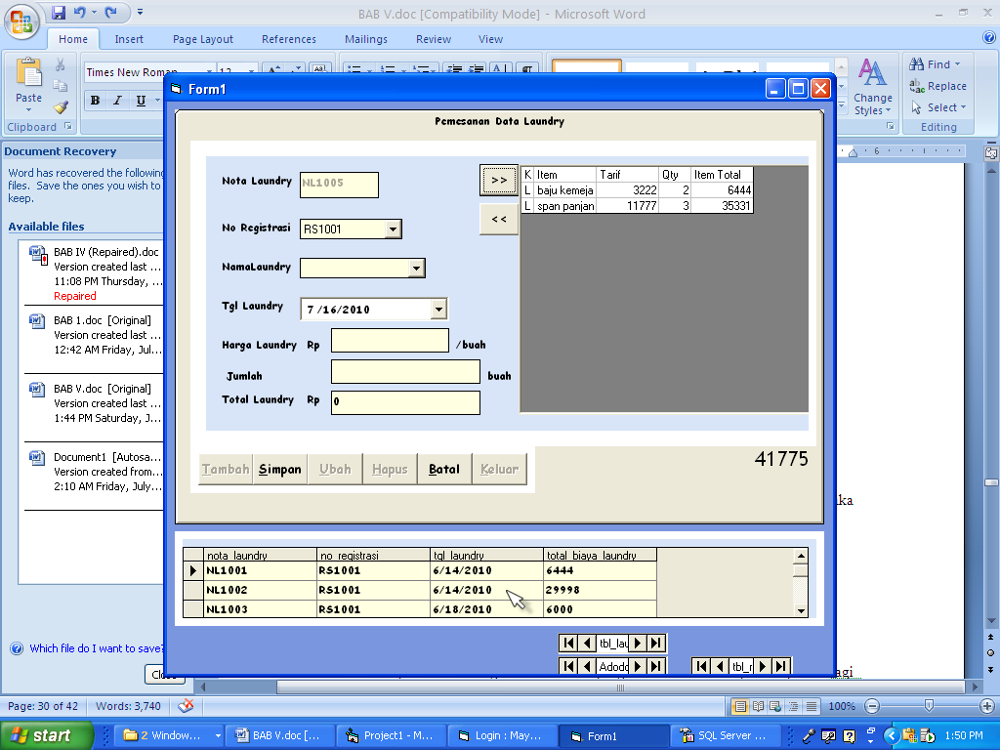 BAB V.doc [Compatibility Mode] - Microsoft Word
Home Insert Page Layout References Mailings Review View
Times New Roman 12
Paste
B I U
Change Styles
Find
Replace
Select
Clipboard
Editing
Document Recovery
Word has recovered the following
files. Save the ones you wish to
keep.
Available files
BAB IV (Repaired).doc
Version created last ...
11:08 PM Thursday, ...
Repaired
BAB 1.doc [Original]
Version created last ...
12:42 AM Friday, Jul...
BAB V.doc [Original]
Version created last ...
1:44 PM Saturday, J...
Document1 [Autosa...
Version created from...
2:10 AM Friday, July...
Which file do I want to save?
Form1
Pemesanan Data Laundry
Nota Laundry NL1005
No Registrasi RS1001
NamaLaundry
Tgl Laundry 7 /16/2010
Harga Laundry Rp /buah
Jumlah buah
Total Laundry Rp 0
>>
<<
K Item Tarif Qty Item Total
L baju kemeja 3222 2 6444
L span panjan 11777 3 35331
Tambah Simpan Ubah Hapus Batal Keluar
41775
nota_laundry no_registrasi tgl_laundry total_biaya_laundry
NL1001 RS1001 6/14/2010 6444
NL1002 RS1001 6/14/2010 29998
NL1003 RS1001 6/18/2010 6000
tbl_lau
Adodc
tbl_r
6
ka
agi
Page: 30 of 42 Words: 3,740 100%
start 2 Window... BAB V.doc [... Project1 - M... Login : May... Form1 SQL Server ... 1:50 PM